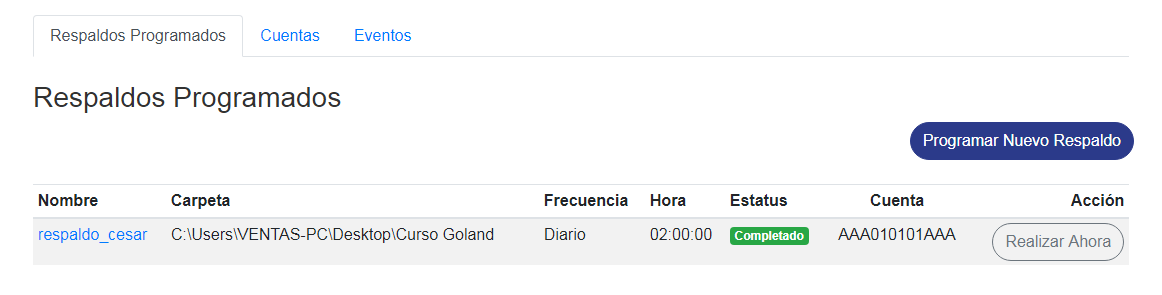 Respaldos Programados Cuentas Eventos
Respaldos Programados
Programar Nuevo Respaldo
Nombre Carpeta Frecuencia Hora Estatus Cuenta Acción
respaldo_cesar C:\Users\VENTAS-PC\Desktop\Curso Goland Diario 02:00:00 Completado AAA010101AAA Realizar Ahora